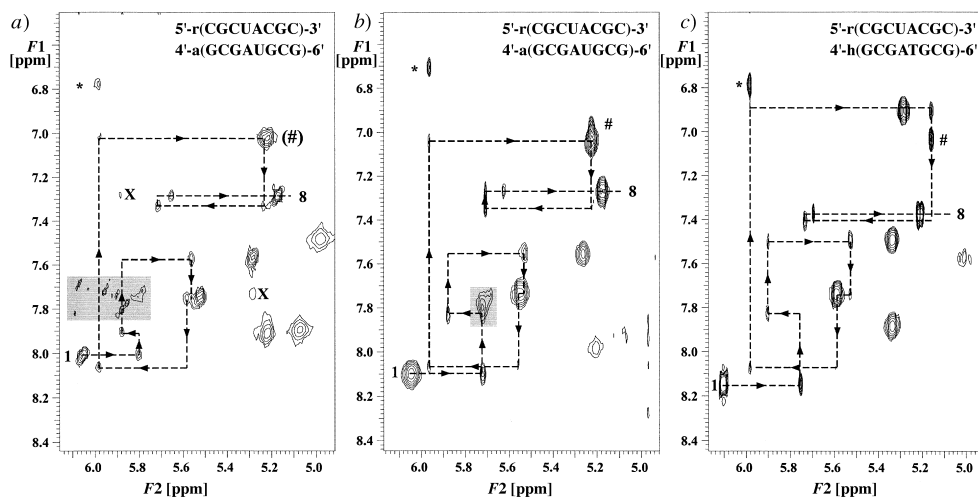 a)
5'-r(CGCUACGC)-3'
4'-a(GCGAUGCG)-6'
F1
[ppm]
*
6.8
7.0
7.2
7.4
7.6
7.8
8.0
8.2
8.4
(#)
X
8
X
1
6.0 5.8 5.6 5.4 5.2 5.0
F2 [ppm]
b)
5'-r(CGCUACGC)-3'
4'-a(GCGAUGCG)-6'
F1
[ppm]
*
6.8
7.0
7.2
7.4
7.6
7.8
8.0
8.2
8.4
#
8
1
6.0 5.8 5.6 5.4 5.2 5.0
F2 [ppm]
c)
5'-r(CGCUACGC)-3'
4'-h(GCGATGCG)-6'
F1
[ppm]
*
6.8
7.0
7.2
7.4
7.6
7.8
8.0
8.2
8.4
#
8
1
6.0 5.8 5.6 5.4 5.2 5.0
F2 [ppm]